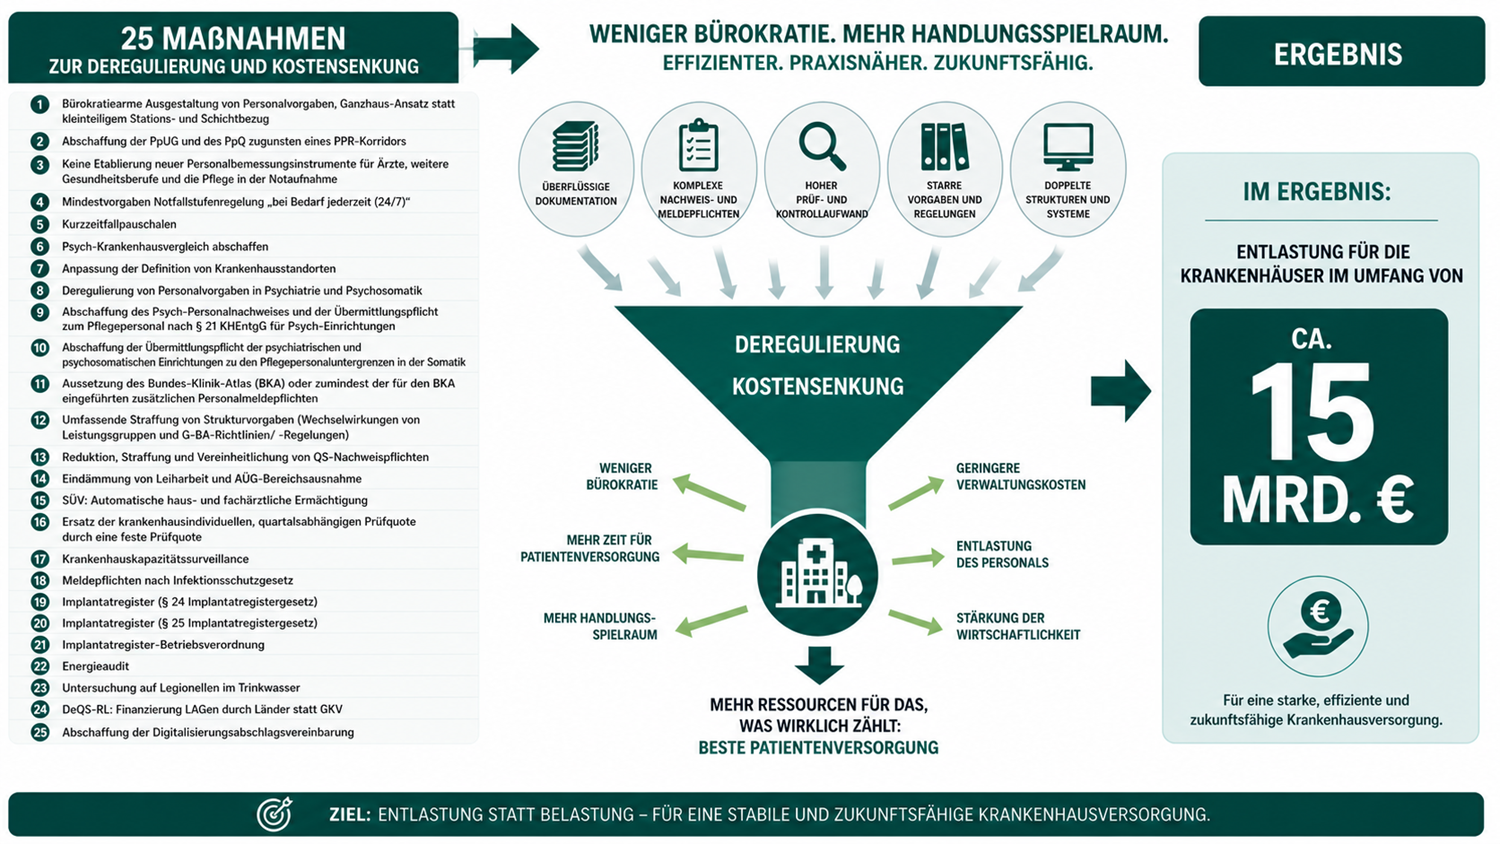 25 MAẞNAHMEN
ZUR DEREGULIERUNG UND KOSTENSENKUNG
1 Bürokratiearme Ausgestaltung von Personalvorgaben, Ganzhaus-Ansatz statt
kleinteiligem Stations- und Schichtbezug
2 Abschaffung der PpUG und des PpQ zugunsten eines PPR-Korridors
3 Keine Etablierung neuer Personalbemessungsinstrumente für Ärzte, weitere
Gesundheitsberufe und die Pflege in der Notaufnahme
4 Mindestvorgaben Notfallstufenregelung „bei Bedarf jederzeit (24/7)“
5 Kurzzeitfallpauschalen
6 Psych-Krankenhausvergleich abschaffen
7 Anpassung der Definition von Krankenhausstandorten
8 Deregulierung von Personalvorgaben in Psychiatrie und Psychosomatik
9 Abschaffung des Psych-Personalnachweises und der Übermittlungspflicht
zum Pflegepersonal nach § 21 KHEntgG für Psych-Einrichtungen
10 Abschaffung der Übermittlungspflicht der psychiatrischen und
psychosomatischen Einrichtungen zu den Pflegepersonaluntergrenzen in der Somatik
11 Aussetzung des Bundes-Klinik-Atlas (BKA) oder zumindest der für den BKA
eingeführten zusätzlichen Personalmeldepflichten
12 Umfassende Straffung von Strukturvorgaben (Wechselwirkungen von
Leistungsgruppen und G-BA-Richtlinien/ -Regelungen)
13 Reduktion, Straffung und Vereinheitlichung von QS-Nachweispflichten
14 Eindämmung von Leiharbeit und AÜG-Bereichsausnahme
15 SÜV: Automatische haus- und fachärztliche Ermächtigung
16 Ersatz der krankenhausindividuellen, quartalsabhängigen Prüfquote
durch eine feste Prüfquote
17 Krankenhauskapazitätssurveillance
18 Meldepflichten nach Infektionsschutzgesetz
19 Implantatregister (§ 24 Implantatregistergesetz)
20 Implantatregister (§ 25 Implantatregistergesetz)
21 Implantatregister-Betriebsverordnung
22 Energieaudit
23 Untersuchung auf Legionellen im Trinkwasser
24 DeQS-RL: Finanzierung LAGen durch Länder statt GKV
25 Abschaffung der Digitalisierungsabschlagsvereinbarung
WENIGER BÜROKRATIE. MEHR HANDLUNGSSPIELRAUM.
EFFIZIENTER. PRAXISNÄHER. ZUKUNFTSFÄHIG.
ÜBERFLÜSSIGE
DOKUMENTATION
KOMPLEXE
NACHWEIS- UND
MELDEPFLICHTEN
HOHER
PRÜF- UND
KONTROLLAUFWAND
STARRE
VORGABEN UND
REGELUNGEN
DOPPELTE
STRUKTUREN UND
SYSTEME
DEREGULIERUNG
KOSTENSENKUNG
WENIGER
BÜROKRATIE
MEHR ZEIT FÜR
PATIENTENVERSORGUNG
MEHR HANDLUNGS-
SPIELRAUM
GERINGERE
VERWALTUNGSKOSTEN
ENTLASTUNG
DES PERSONALS
STÄRKUNG DER
WIRTSCHAFTLICHKEIT
MEHR RESSOURCEN FÜR DAS,
WAS WIRKLICH ZÄHLT:
BESTE PATIENTENVERSORGUNG
ERGEBNIS
IM ERGEBNIS:
ENTLASTUNG FÜR DIE
KRANKENHÄUSER IM UMFANG VON
CA.
15
MRD. €
€
Für eine starke, effiziente und
zukunftsfähige Krankenhausversorgung.
ZIEL: ENTLASTUNG STATT BELASTUNG – FÜR EINE STABILE UND ZUKUNFTSFÄHIGE KRANKENHAUSVERSORGUNG.